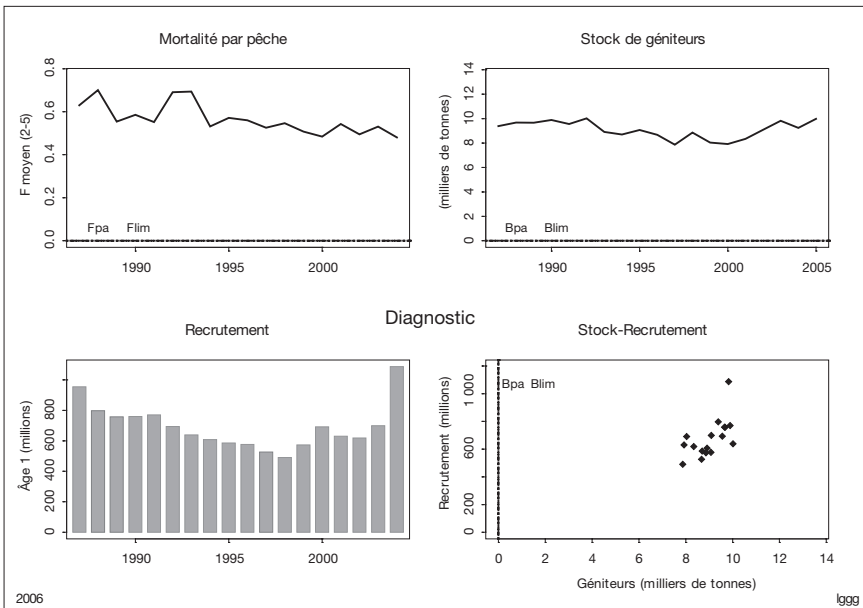 Mortalité par pêche
F moyen (2-5)
0.0 0.2 0.4 0.6 0.8
Fpa Flim
1990 1995 2000
Stock de géniteurs
(milliers de tonnes)
0 2 4 6 8 10 12 14
Bpa Blim
1990 1995 2000 2005
Diagnostic
Recrutement
Âge 1 (millions)
0 200 400 600 800
1990 1995 2000
Stock-Recrutement
Recrutement (millions)
0 200 600 1 000
Bpa Blim
0 2 4 6 8 10 12 14
Géniteurs (milliers de tonnes)
2006
lggg